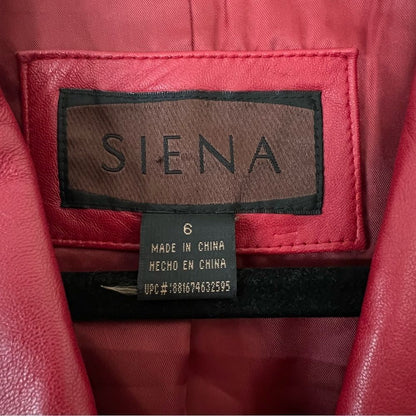 SIENA
6
MADE IN CHINA
HECHO EN CHINA
UPC#:881674632595